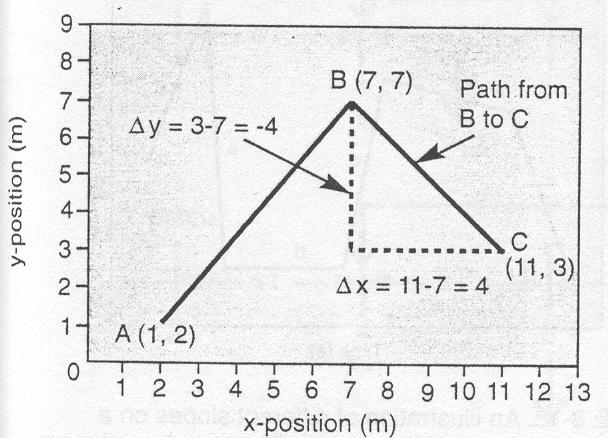 B (7, 7)
Path from
B to C
Δy = 3-7 = -4
C
(11, 3)
Δx = 11-7 = 4
A (1, 2)
y-position (m)
9
8
7
6
5
4
3
2
1
0
1 2 3 4 5 6 7 8 9 10 11 12 13
x-position (m)